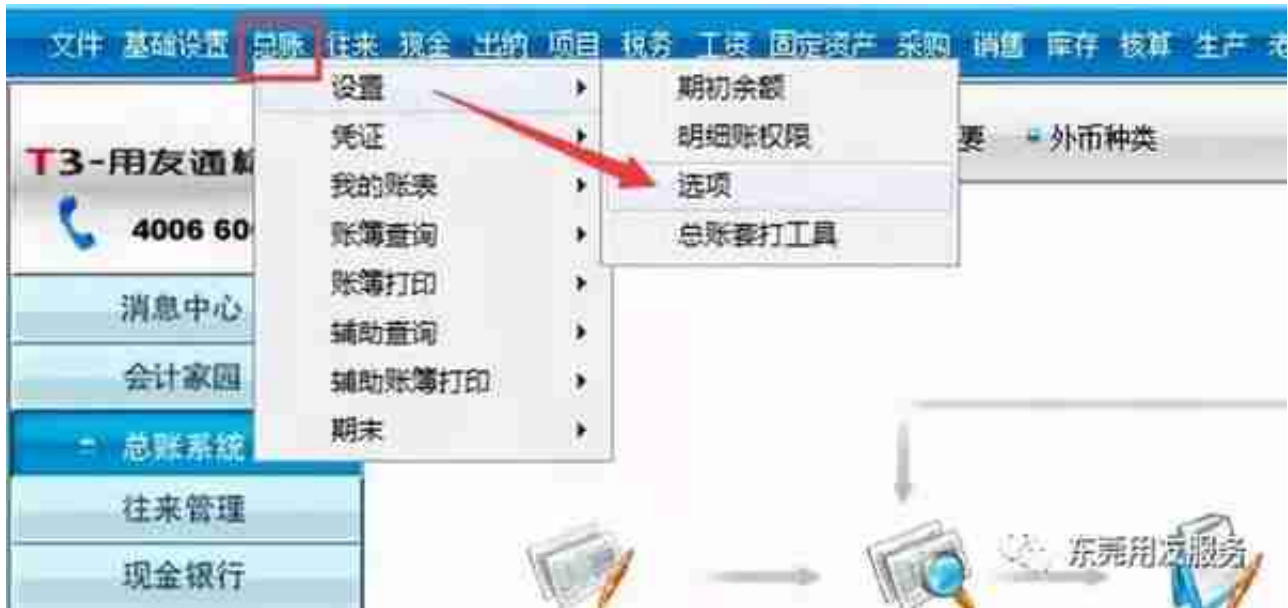 文件 基础设置 总账 往来 现金 出纳 项目 税务 工资 固定资产 采购 销售 库存 核算 生产
设置
期初余额
凭证
明细账权限
外币种类
T3-用友通标
我的账表
选项
4006 60
账簿查询
总账套打工具
账簿打印
消息中心
辅助查询
会计家园
辅助账簿打印
期末
总账系统
往来管理
现金银行
东莞用友服务